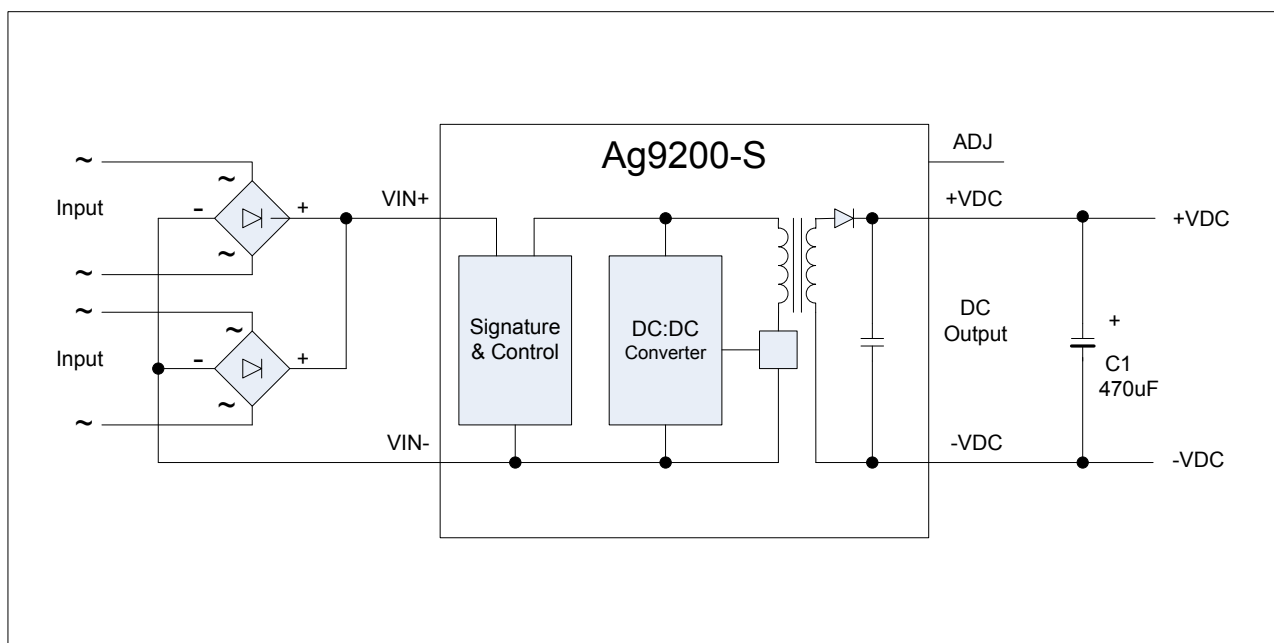 Ag9200-S
ADJ
~
~
Input
- +
~
~
VIN+
+VDC
+VDC
~
~
Input
- +
~
~
Signature
& Control
DC:DC
Converter
DC
Output
+
C1
470uF
VIN-
-VDC
-VDC